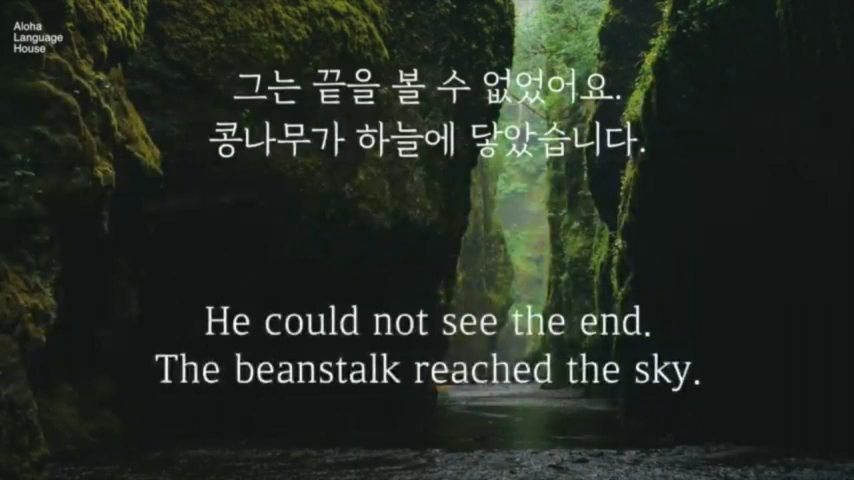 Aloha
Language
House
그는 끝을 볼 수 없었어요.
콩나무가 하늘에 닿았습니다.
He could not see the end.
The beanstalk reached the sky.